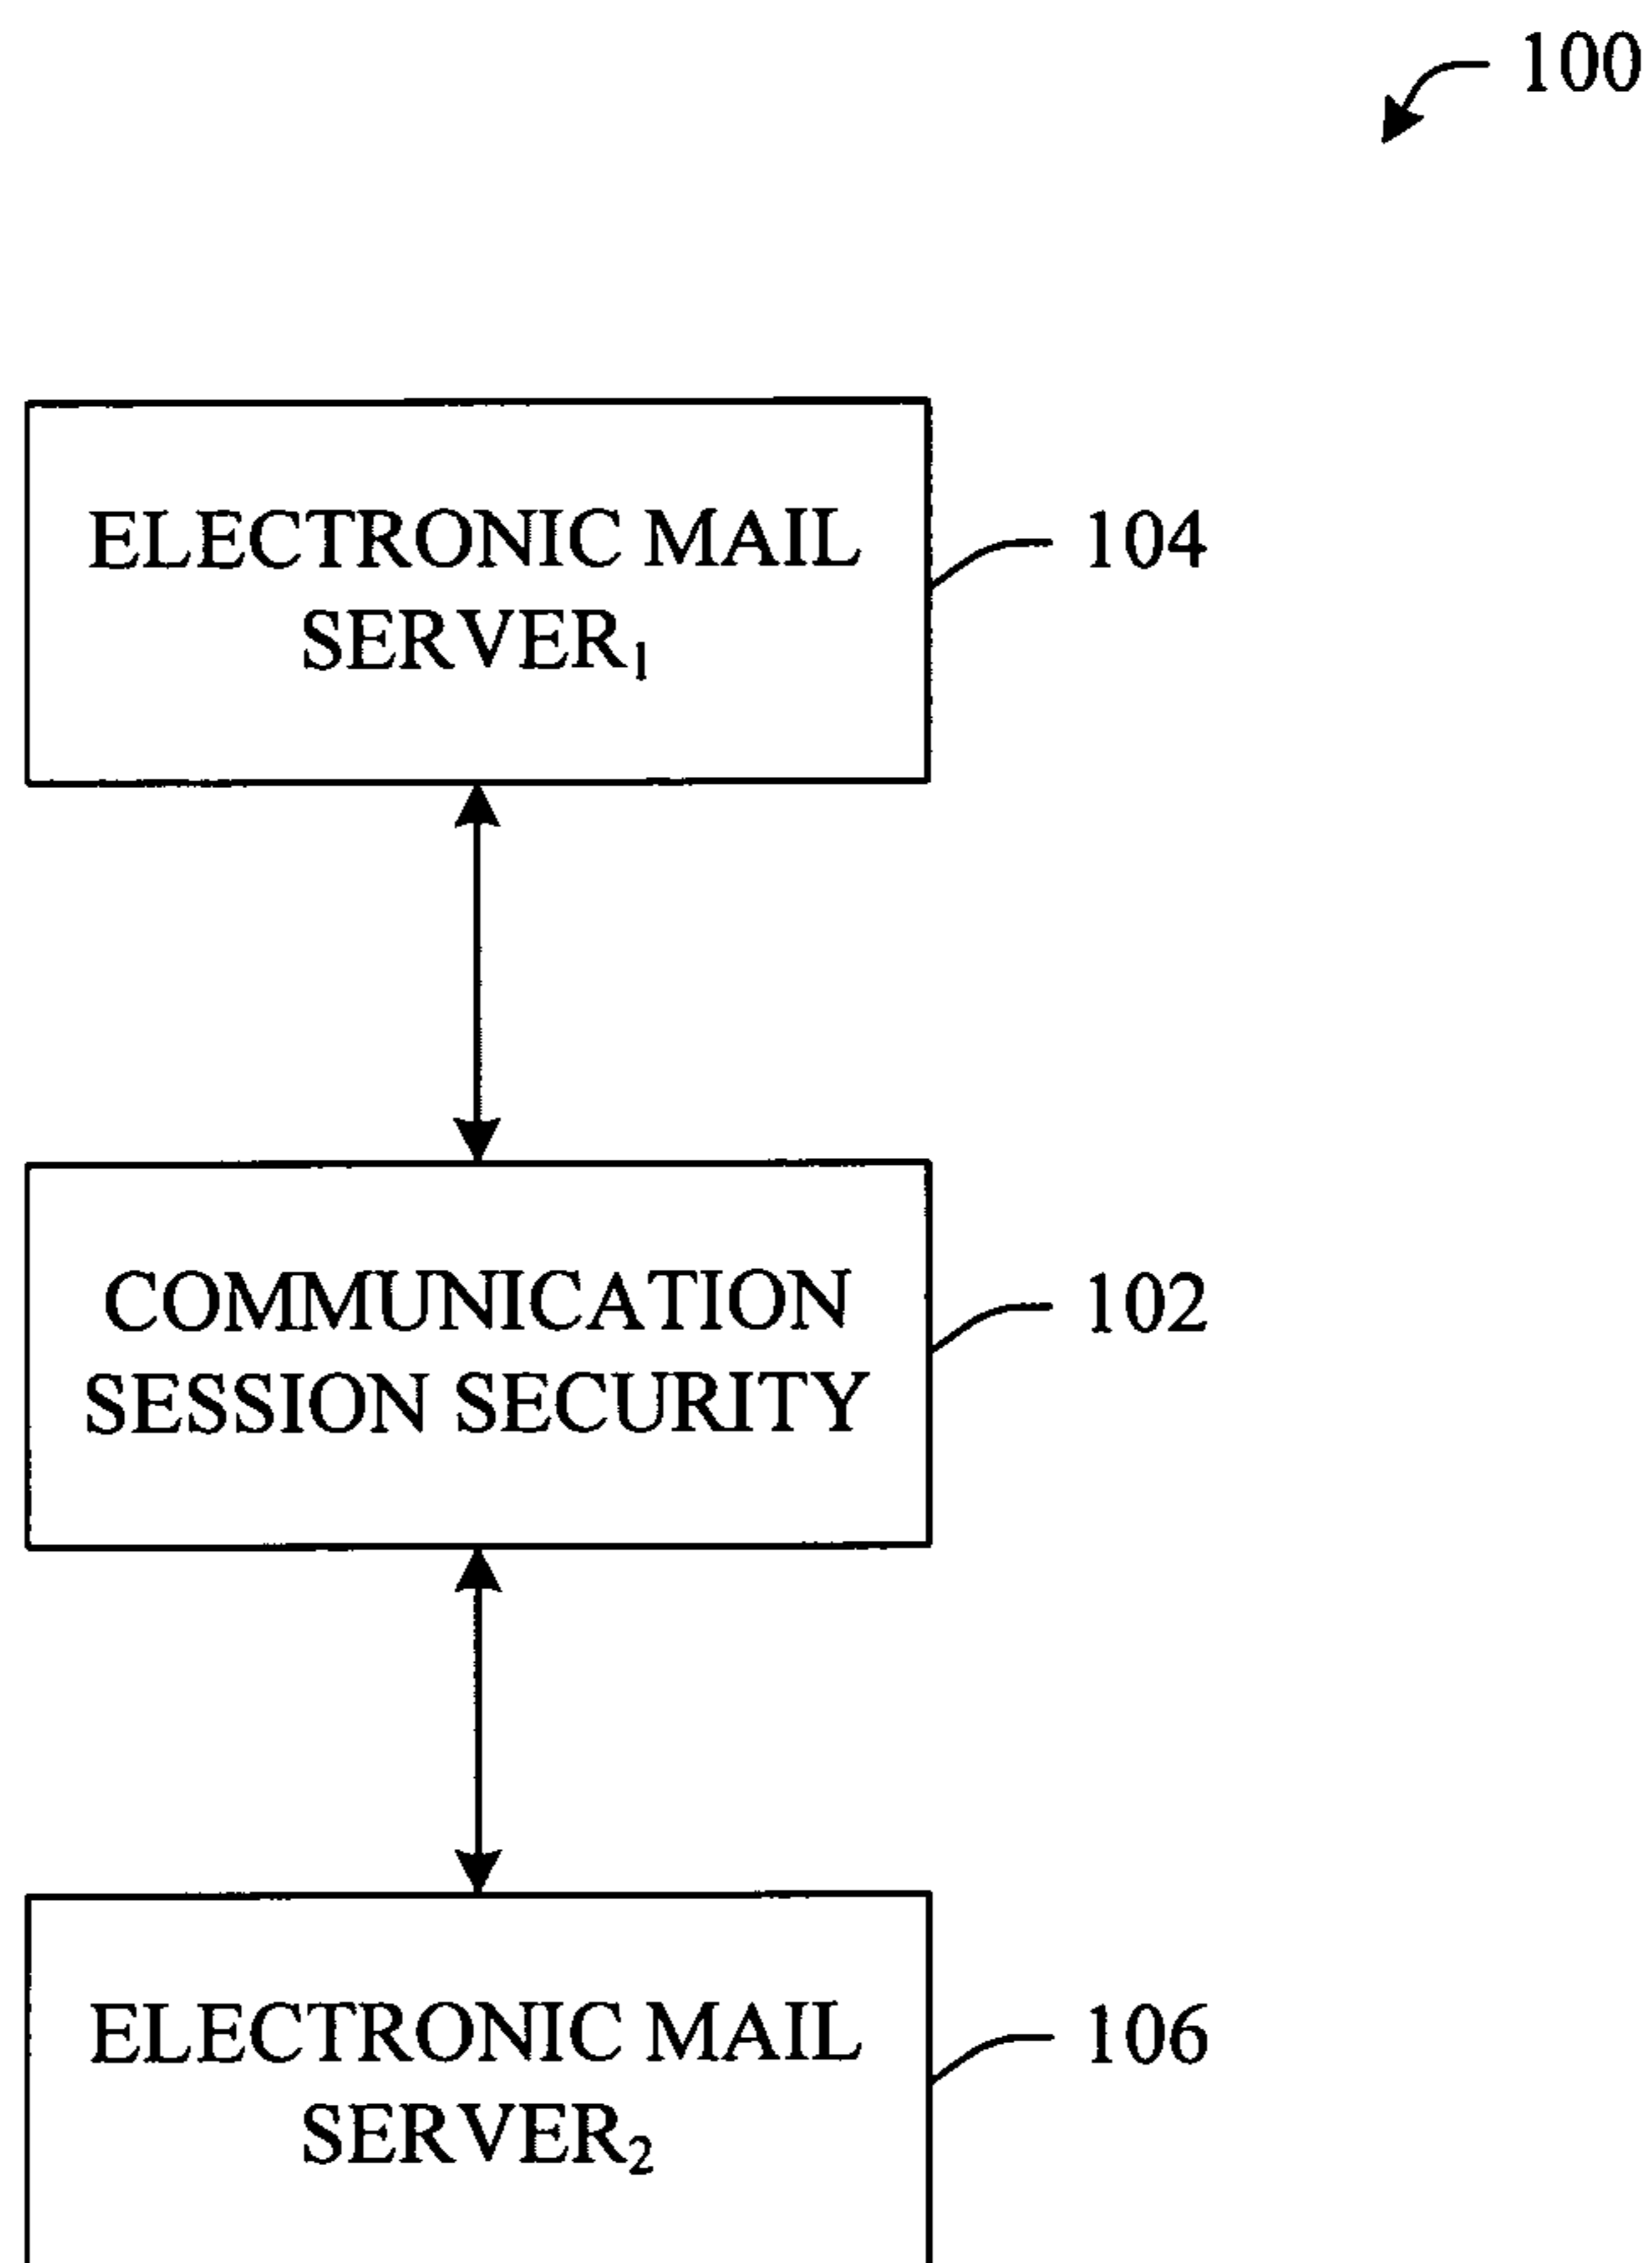 100
ELECTRONIC MAIL
SERVER₁
104
COMMUNICATION
SESSION SECURITY
102
ELECTRONIC MAIL
SERVER₂
106